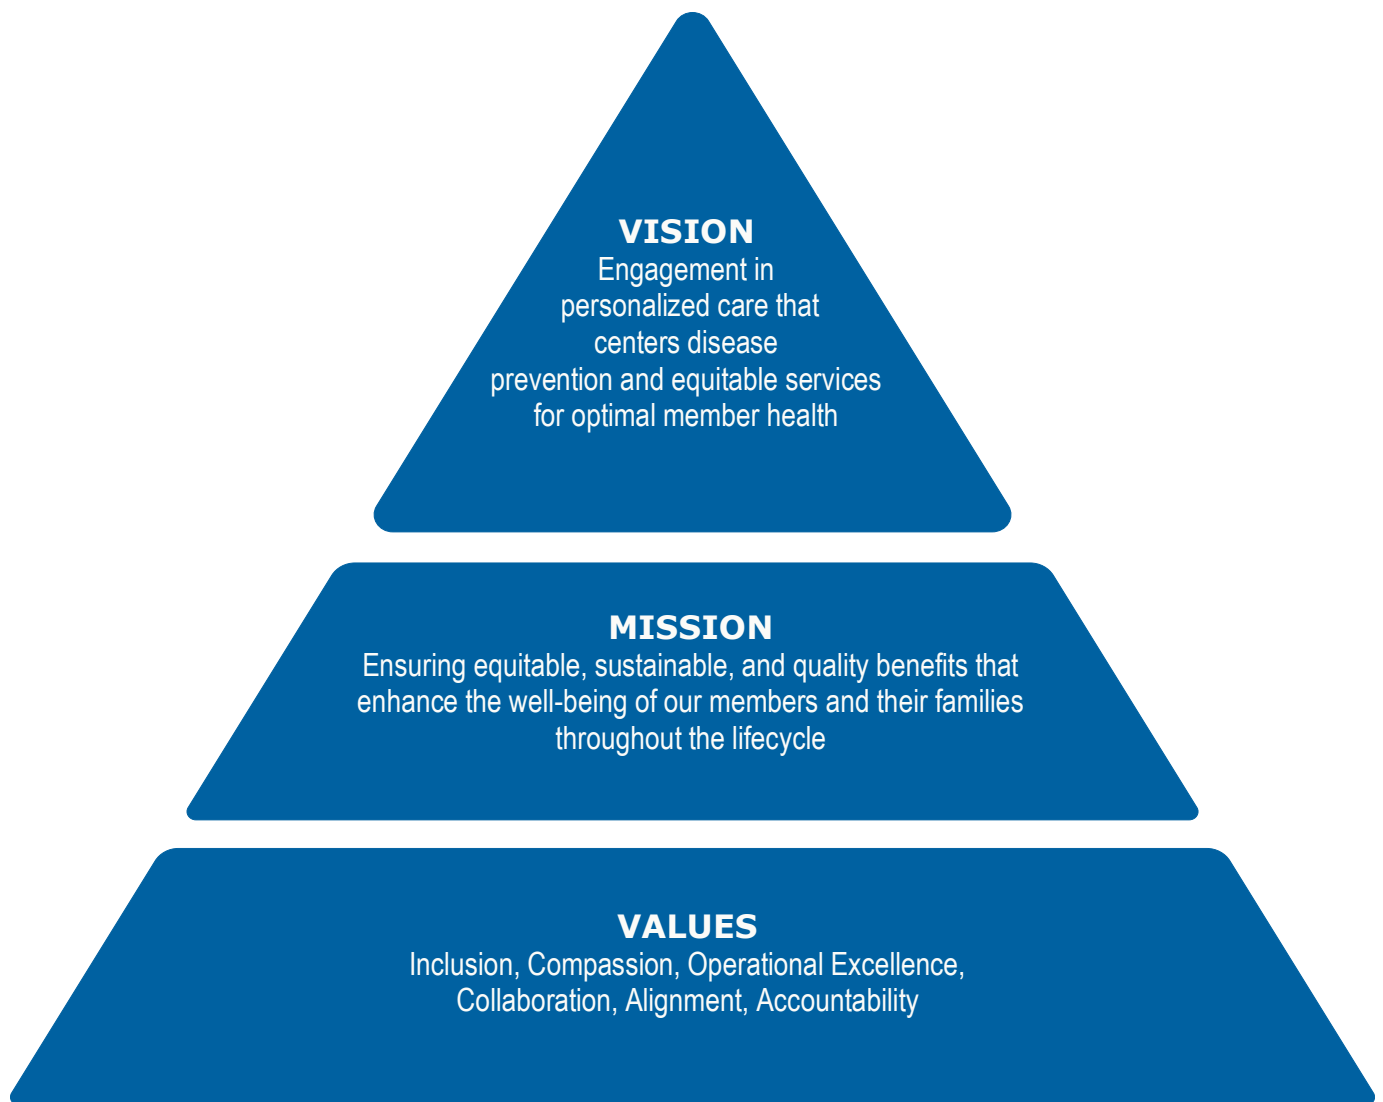 VISION
Engagement in
personalized care that
centers disease
prevention and equitable services
for optimal member health
MISSION
Ensuring equitable, sustainable, and quality benefits that
enhance the well-being of our members and their families
throughout the lifecycle
VALUES
Inclusion, Compassion, Operational Excellence,
Collaboration, Alignment, Accountability